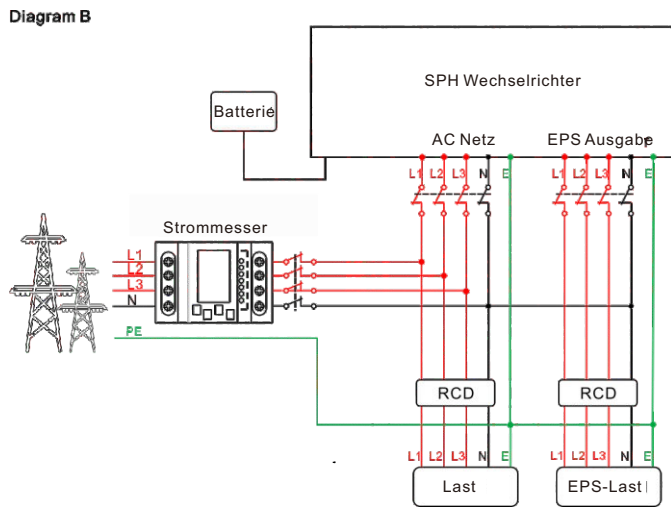 Diagram B
SPH Wechselrichter
Batterie
AC Netz EPS Ausgabe
L1 L2 L3 N E L1 L2 L3 N E
Strommesser
L1
L2
L3
N
PE
RCD RCD
L1 L2 L3 N E L1 L2 L3 N E
Last EPS-Last